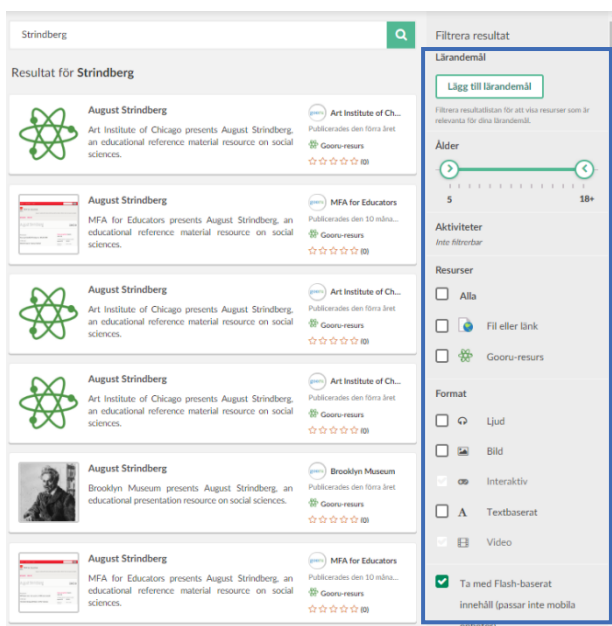 Strindberg
Resultat för Strindberg
August Strindberg
Art Institute of Chicago presents August Strindberg,
an educational reference material resource on social
sciences.
Art Institute of Ch...
Publicerades den förra året
Gooru-resurs
(0)
August Strindberg
MFA for Educators presents August Strindberg, an
educational reference material resource on social
sciences.
MFA for Educators
Publicerades den 10 måna...
Gooru-resurs
(0)
August Strindberg
Art Institute of Chicago presents August Strindberg,
an educational reference material resource on social
sciences.
Art Institute of Ch...
Publicerades den förra året
Gooru-resurs
(0)
August Strindberg
Art Institute of Chicago presents August Strindberg,
an educational reference material resource on social
sciences.
Art Institute of Ch...
Publicerades den förra året
Gooru-resurs
(0)
August Strindberg
Brooklyn Museum presents August Strindberg, an
educational presentation resource on social sciences.
Brooklyn Museum
Publicerades den förra året
Gooru-resurs
(0)
August Strindberg
MFA for Educators presents August Strindberg, an
educational reference material resource on social
sciences.
MFA for Educators
Publicerades den 10 måna...
Gooru-resurs
(0)
Filtrera resultat
Lärandemål
Lägg till lärandemål
Filtrera resultatlistan för att visa resurser som är
relevanta för dina lärandemål.
Ålder
5 18+
Aktiviteter
Inte filtrerbar
Resurser
Alla
Fil eller länk
Gooru-resurs
Format
Ljud
Bild
Interaktiv
Textbaserat
Video
Ta med Flash-baserat
innehåll (passar inte mobila